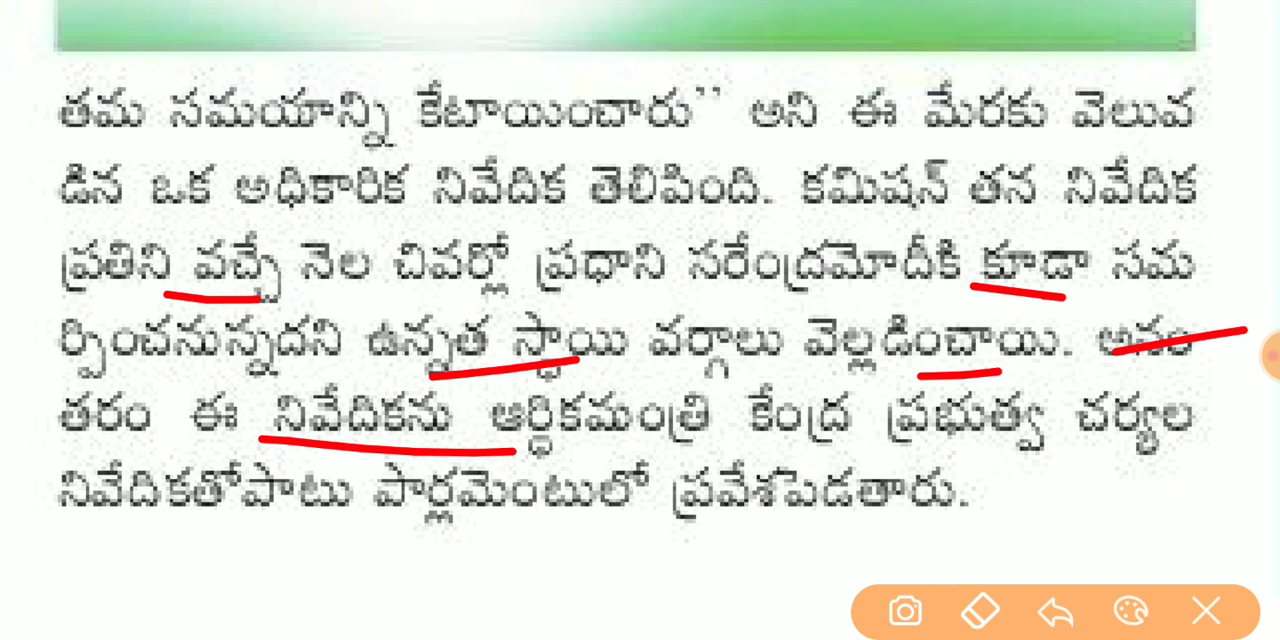 తమ సమయాన్ని కేటాయించారు’’ అని ఈ మేరకు వెలువ
డిన ఒక అధికారిక నివేదిక తెలిపింది. కమిషన్ తన నివేదిక
ప్రతిని వచ్చే నెల చివర్లో ప్రధాని నరేంద్రమోదీకి కూడా సమ
ర్పించనున్నదని ఉన్నత స్థాయి వర్గాలు వెల్లడించాయి. అనం
తరం ఈ నివేదికను ఆర్థికమంత్రి కేంద్ర ప్రభుత్వ చర్యల
నివేదికతోపాటు పార్లమెంటులో ప్రవేశపెడతారు.